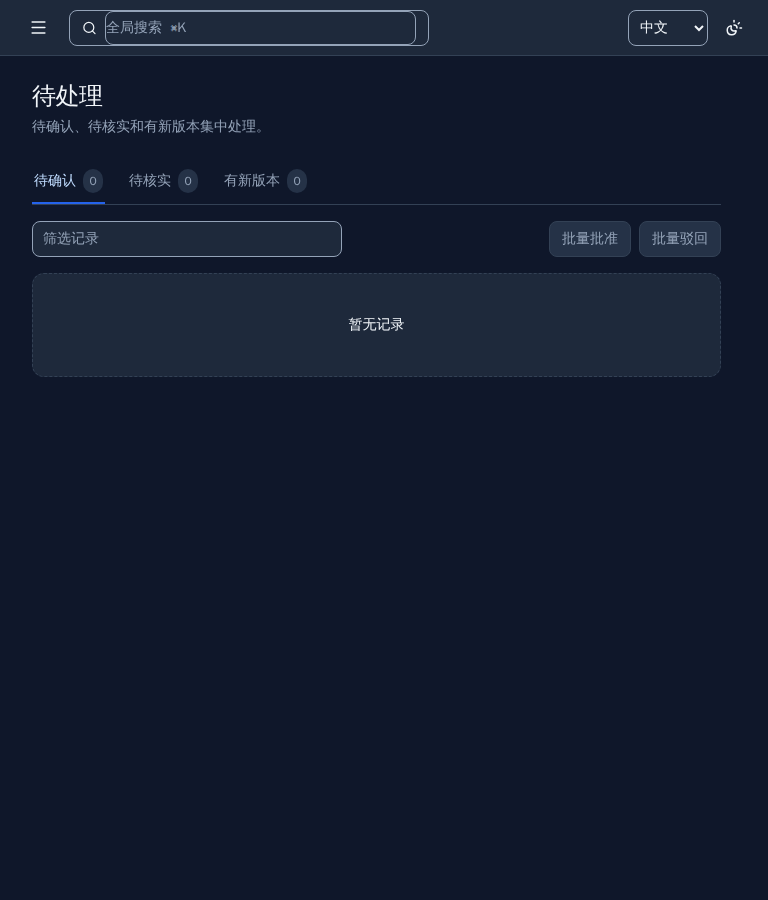 全局搜索 ⌘K
中文
待处理
待确认、待核实和有新版本集中处理。
待确认 0 待核实 0 有新版本 0
筛选记录 批量批准 批量驳回
暂无记录